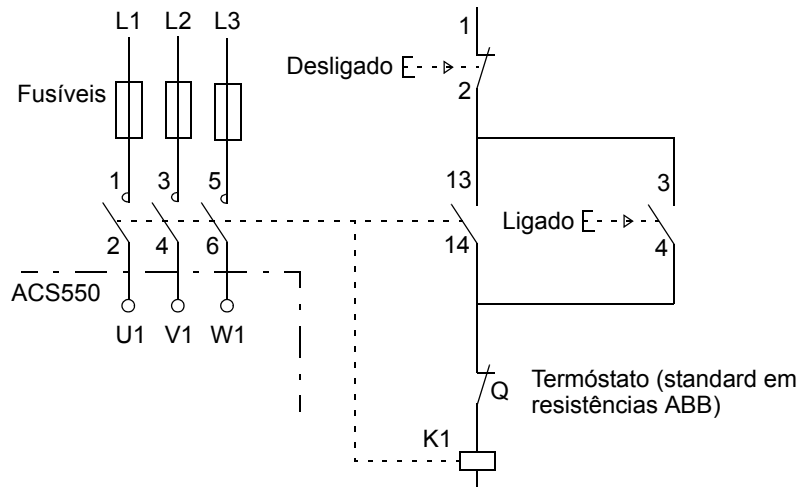 L1 L2 L3
1
Desligado
2
Fusíveis
1 3 5
13
3
Ligado
2 4 6
14
4
ACS550
U1 V1 W1
Q
Termóstato (standard em
resistências ABB)
K1